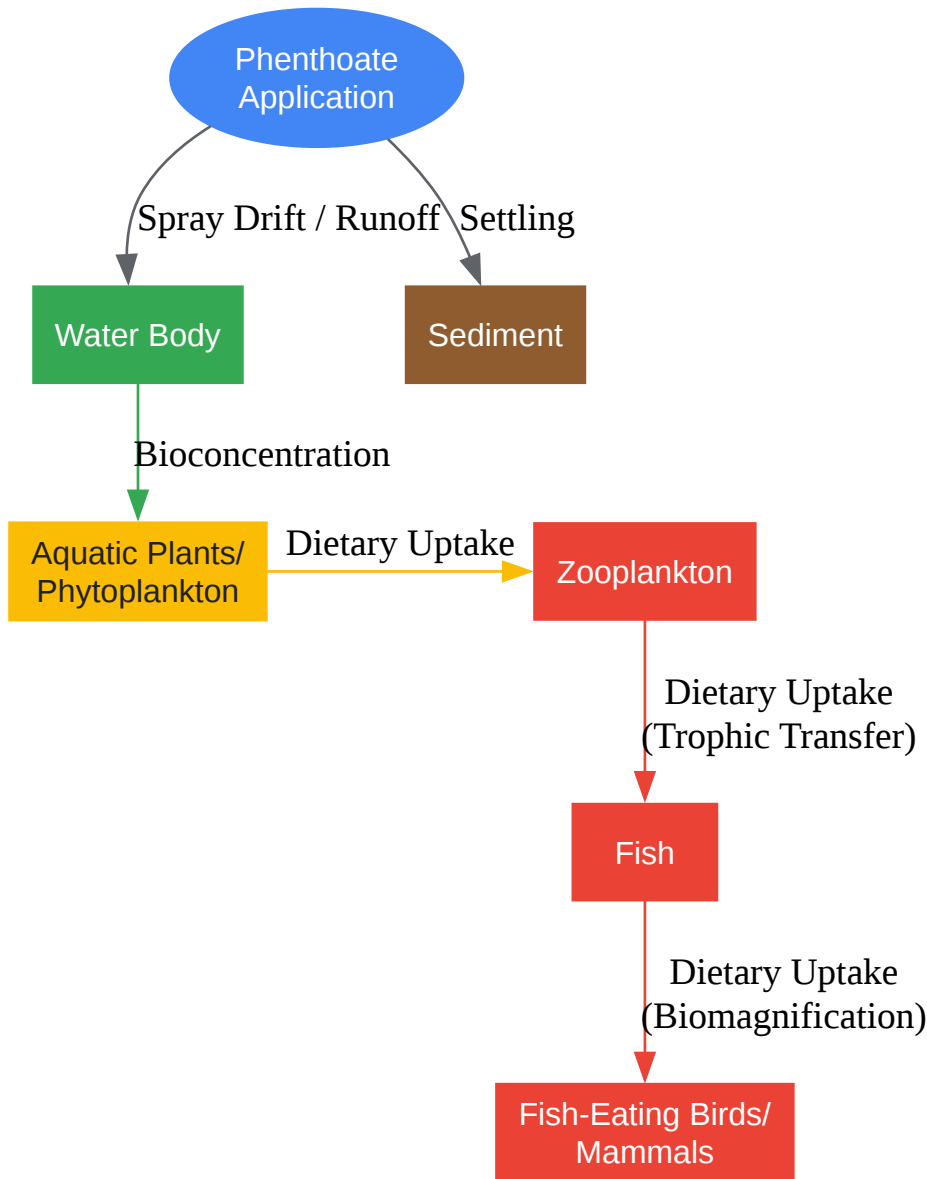 Phenthoate
Application
Spray Drift / Runoff
Settling
Water Body
Sediment
Bioconcentration
Aquatic Plants/
Phytoplankton
Dietary Uptake
Zooplankton
Dietary Uptake
(Trophic Transfer)
Fish
Dietary Uptake
(Biomagnification)
Fish-Eating Birds/
Mammals